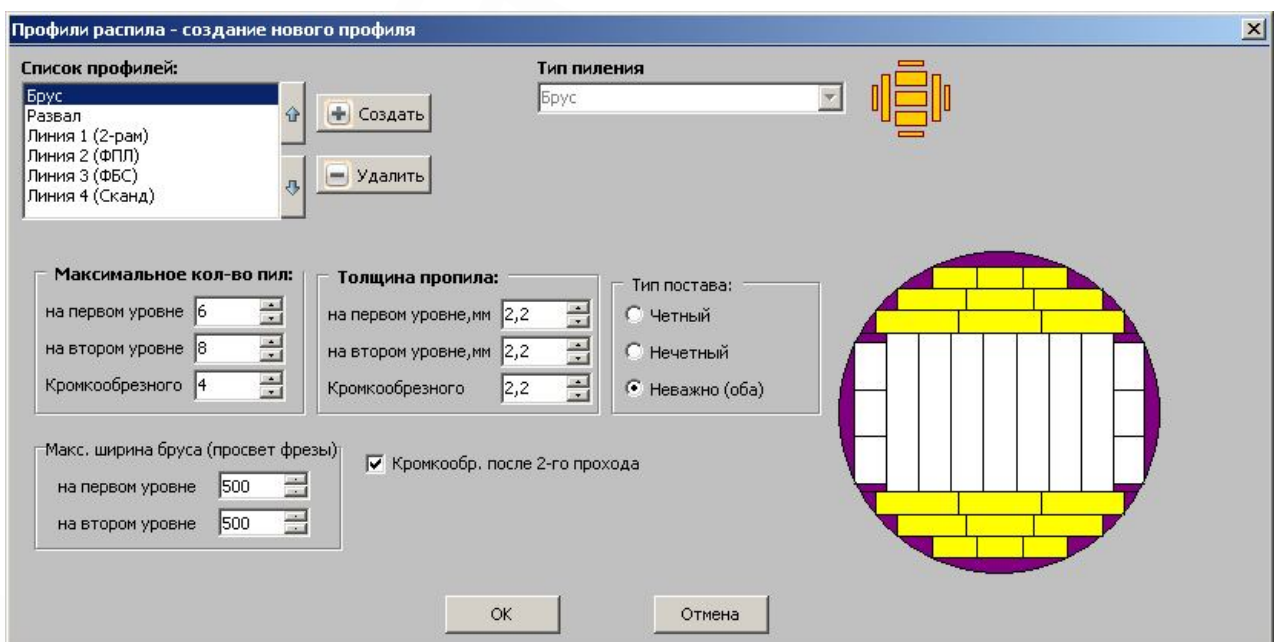 Профили распила - создание нового профиля
Список профилей:
Брус
Развал
Линия 1 (2-рам)
Линия 2 (ФПЛ)
Линия 3 (ФБС)
Линия 4 (Сканд)
Создать
Удалить
Тип пиления
Брус
Максимальное кол-во пил:
на первом уровне 6
на втором уровне 8
Кромкообрезного 4
Толщина пропила:
на первом уровне,мм 2,2
на втором уровне,мм 2,2
Кромкообрезного 2,2
Тип постава:
Четный
Нечетный
Неважно (оба)
Макс. ширина бруса (просвет фрезы)
на первом уровне 500
на втором уровне 500
Кромкообр. после 2-го прохода
OK
Отмена